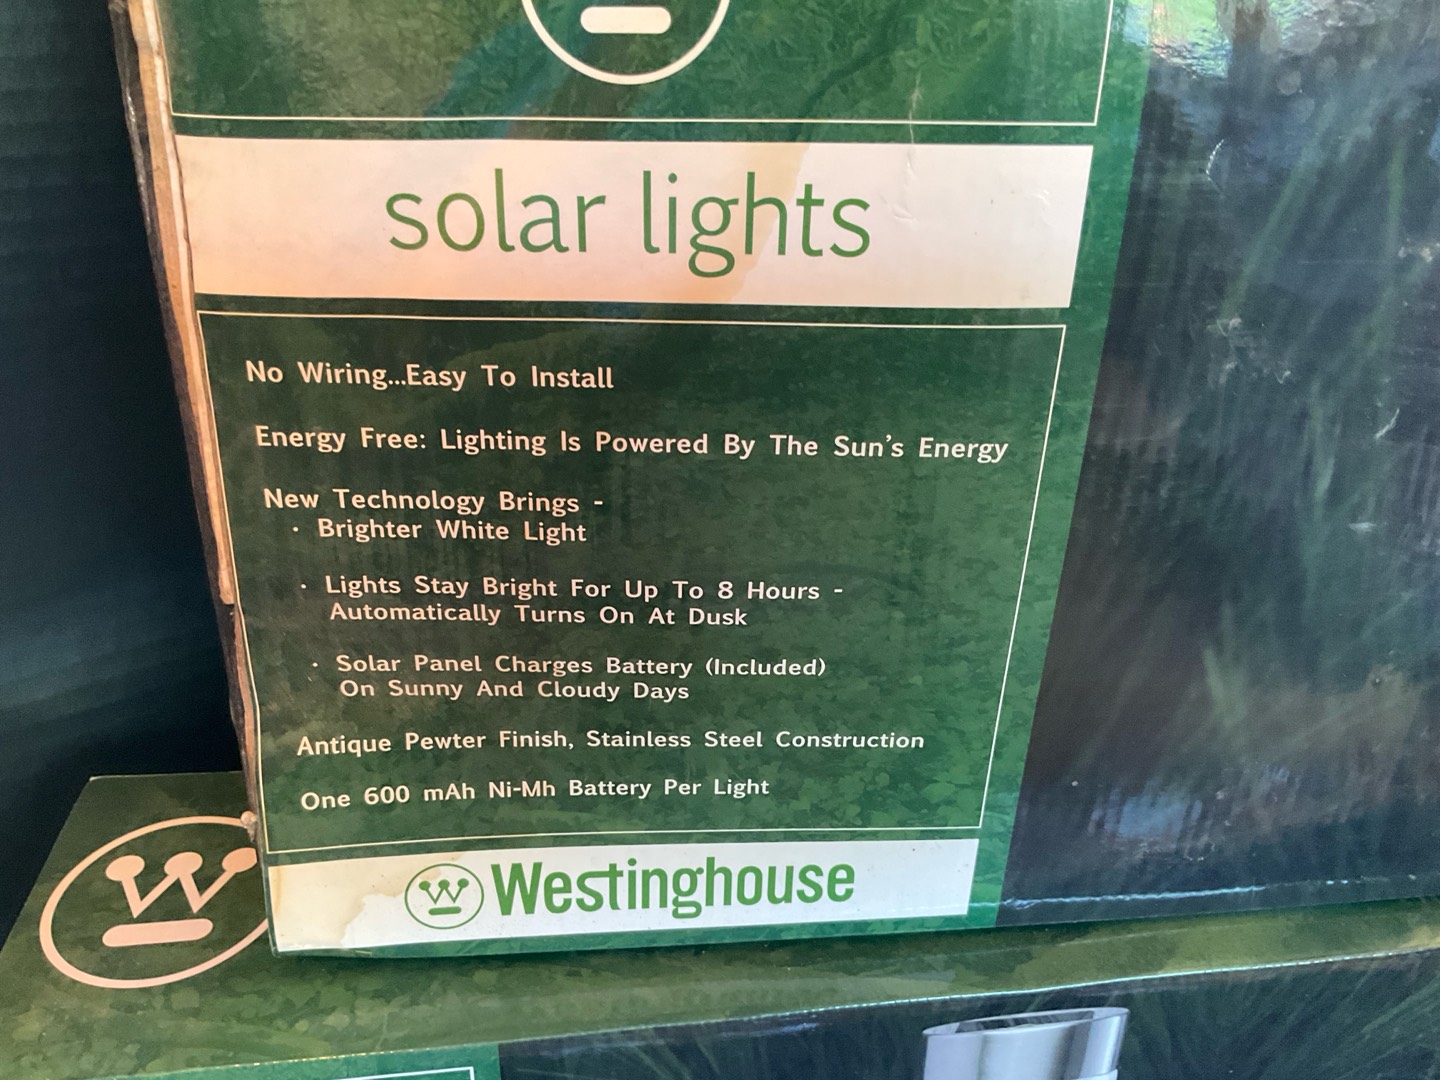 solar lights
No Wiring...Easy To Install
Energy Free: Lighting Is Powered By The Sun's Energy
New Technology Brings -
· Brighter White Light
· Lights Stay Bright For Up To 8 Hours -
Automatically Turns On At Dusk
· Solar Panel Charges Battery (Included)
On Sunny And Cloudy Days
Antique Pewter Finish, Stainless Steel Construction
One 600 mAh Ni-Mh Battery Per Light
W Westinghouse
W